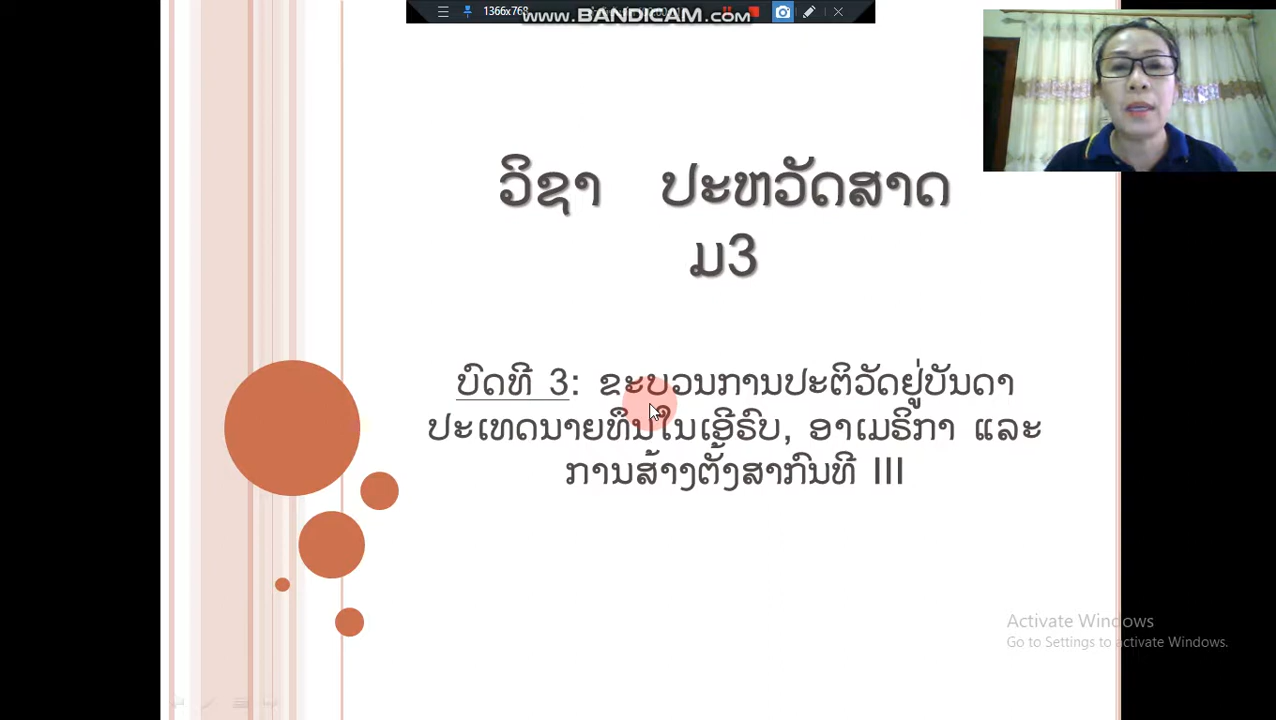 1366x768
www.BANDICAM.com
ວິຊາ ປະຫວັດສາດ
ມ3
ບົດທີ 3: ຂະບວນການປະຕິວັດຢູ່ບັນດາ
ປະເທດນາຍທຶນໃນເອີຣົບ, ອາເມຣິກາ ແລະ
ການສ້າງຕັ້ງສາກົນທີ III
Activate Windows
Go to Settings to activate Windows.